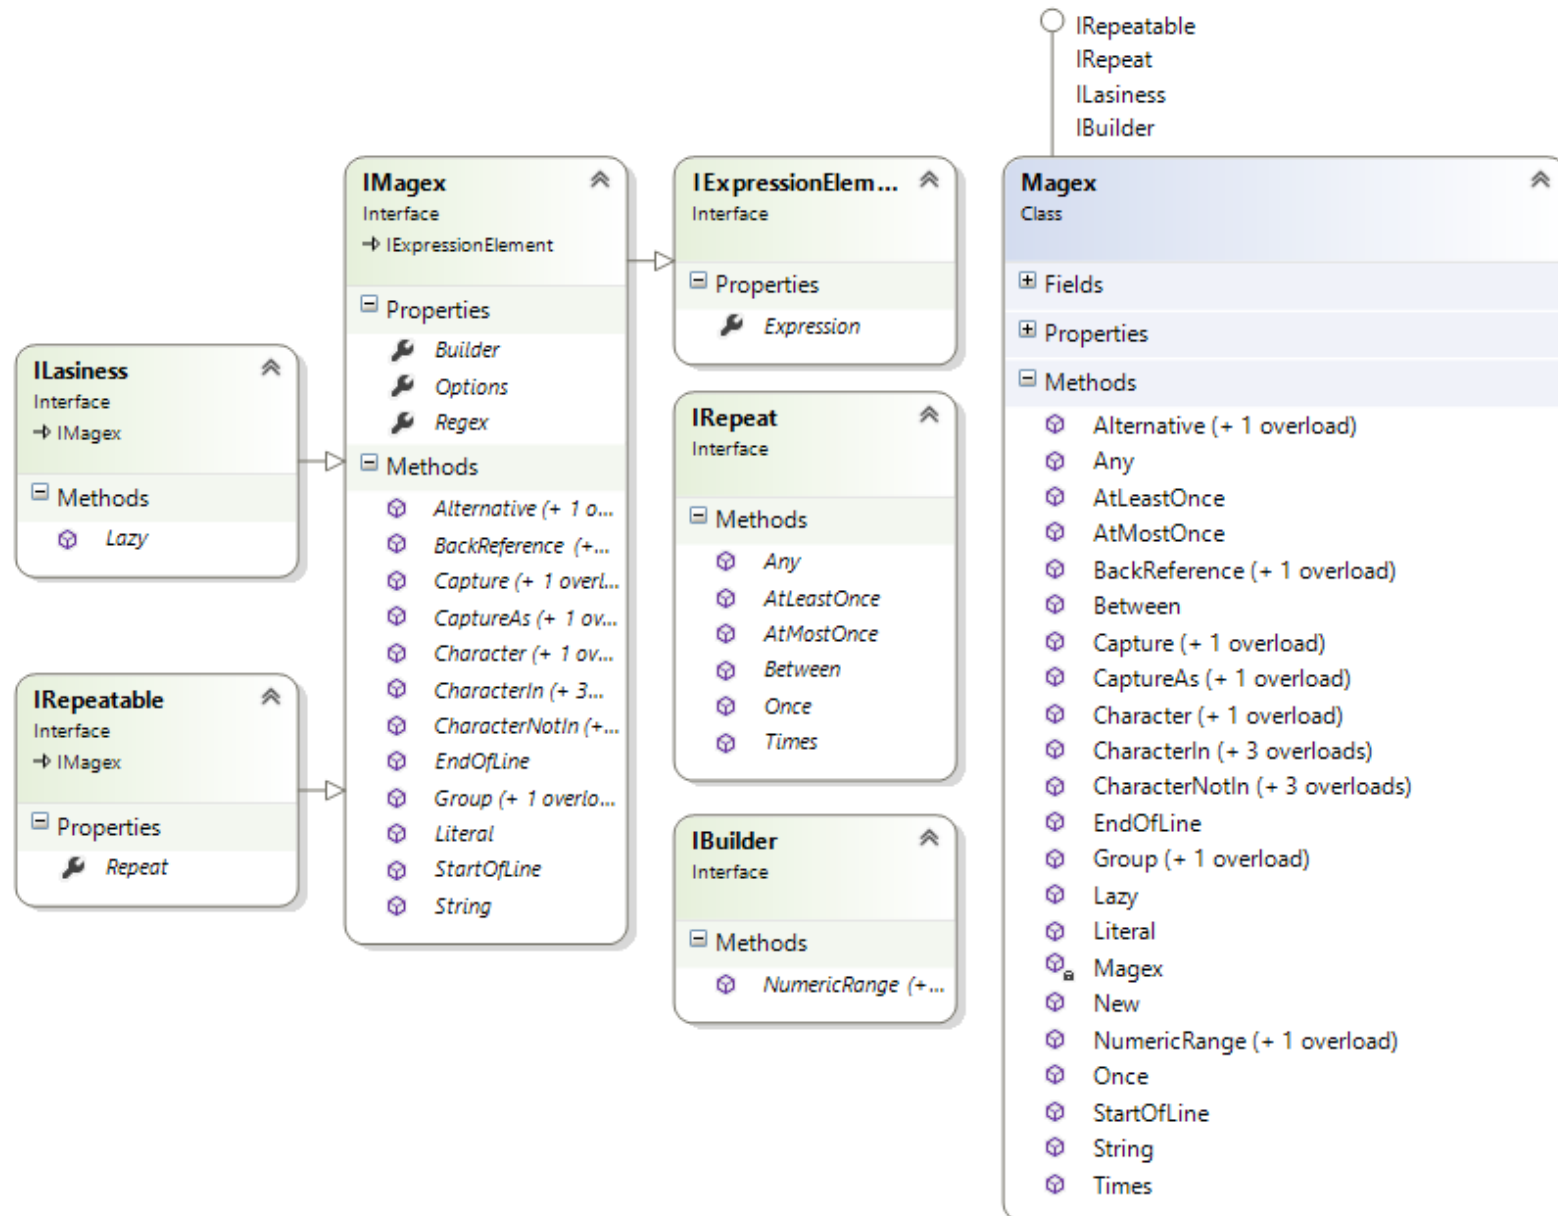 IRepeatable
IRepeat
ILasiness
IBuilder
ILasiness
Interface
IMagex
Methods
Lazy
IRepeatable
Interface
IMagex
Properties
Repeat
IMagex
Interface
IExpressionElement
Properties
Builder
Options
Regex
Methods
Alternative (+ 1 o...
BackReference (+...
Capture (+ 1 overl...
CaptureAs (+ 1 ov...
Character (+ 1 ov...
CharacterIn (+ 3...
CharacterNotIn (+...
EndOfLine
Group (+ 1 overlo...
Literal
StartOfLine
String
IExpressionElem...
Interface
Properties
Expression
IRepeat
Interface
Methods
Any
AtLeastOnce
AtMostOnce
Between
Once
Times
IBuilder
Interface
Methods
NumericRange (+...
Magex
Class
Fields
Properties
Methods
Alternative (+ 1 overload)
Any
AtLeastOnce
AtMostOnce
BackReference (+ 1 overload)
Between
Capture (+ 1 overload)
CaptureAs (+ 1 overload)
Character (+ 1 overload)
CharacterIn (+ 3 overloads)
CharacterNotIn (+ 3 overloads)
EndOfLine
Group (+ 1 overload)
Lazy
Literal
Magex
New
NumericRange (+ 1 overload)
Once
StartOfLine
String
Times